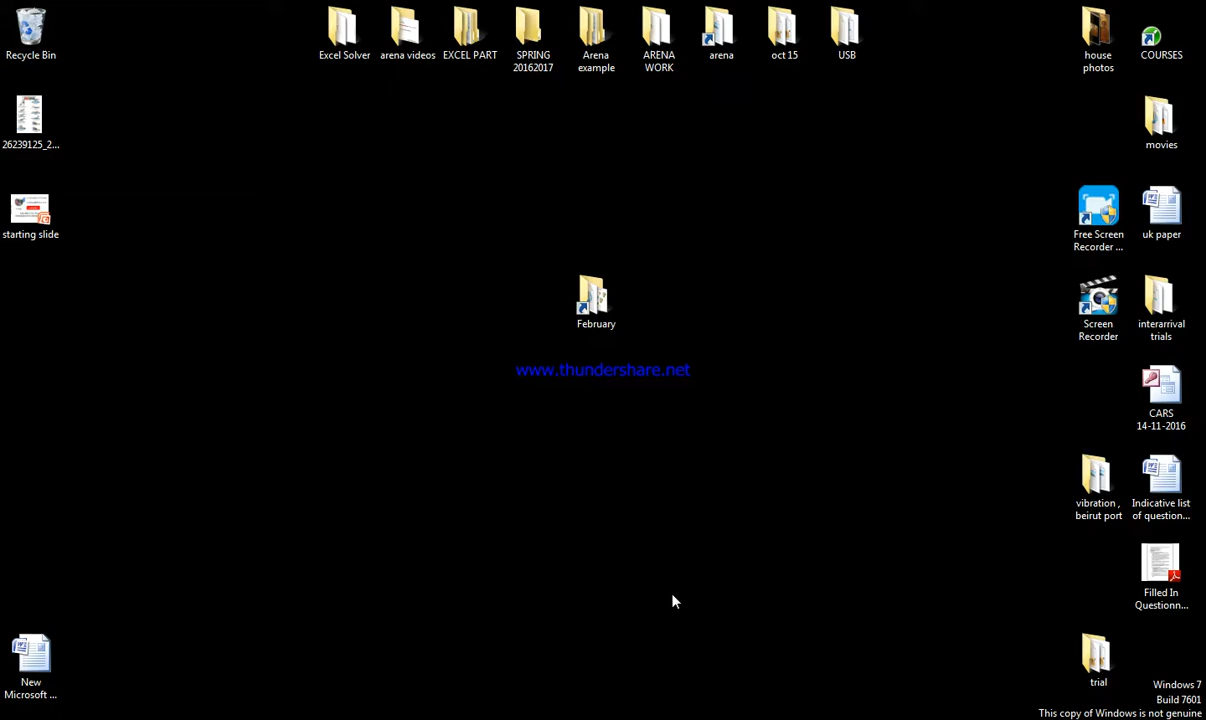 Recycle Bin
Excel Solver
arena videos
EXCEL PART
SPRING
20162017
Arena
example
ARENA
WORK
arena
oct 15
USB
house
photos
COURSES
26239125_2...
movies
starting slide
Free Screen
Recorder ...
uk paper
February
Screen
Recorder
interarrival
trials
www.thundershare.net
CARS
14-11-2016
vibration ,
beirut port
Indicative list
of question...
Filled In
Questionn...
New
Microsoft ...
trial
Windows 7
Build 7601
This copy of Windows is not genuine